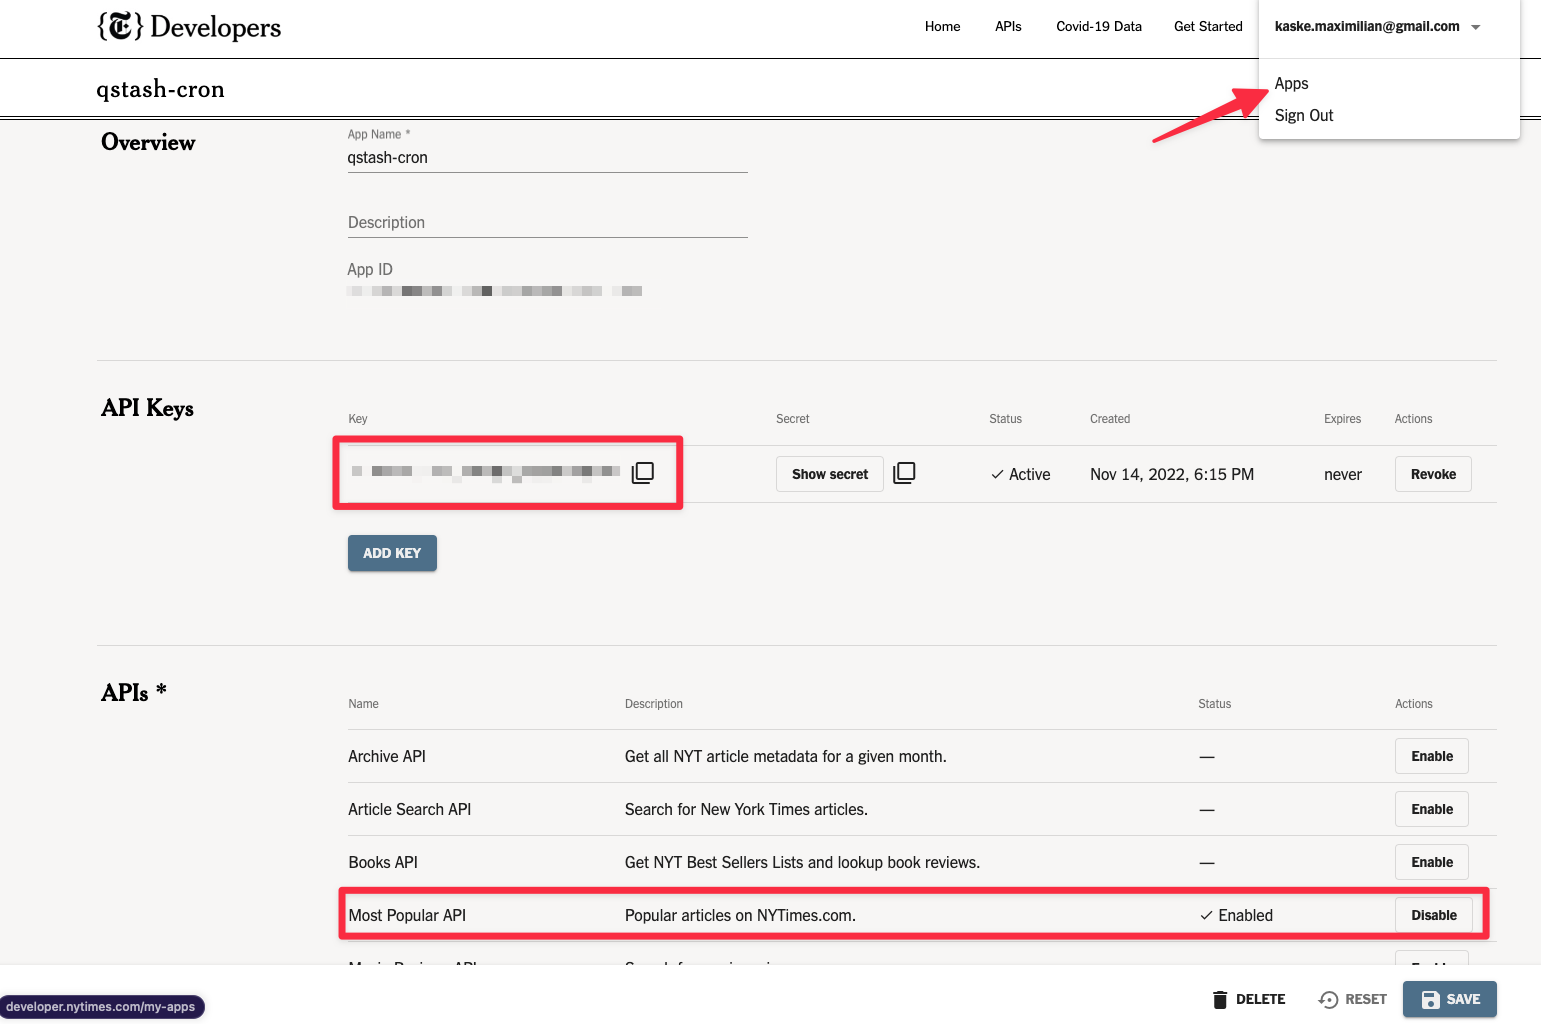 {T} Developers
Home APIs Covid-19 Data Get Started kaske.maximilian@gmail.com
Apps
Sign Out
qstash-cron
Overview
App Name *
qstash-cron
Description
App ID
API Keys
Key Secret Status Created Expires Actions
Show secret Active Nov 14, 2022, 6:15 PM never Revoke
ADD KEY
APIs *
Name Description Status Actions
Archive API Get all NYT article metadata for a given month. — Enable
Article Search API Search for New York Times articles. — Enable
Books API Get NYT Best Sellers Lists and lookup book reviews. — Enable
Most Popular API Popular articles on NYTimes.com. Enabled Disable
DELETE RESET SAVE
developer.nytimes.com/my-apps